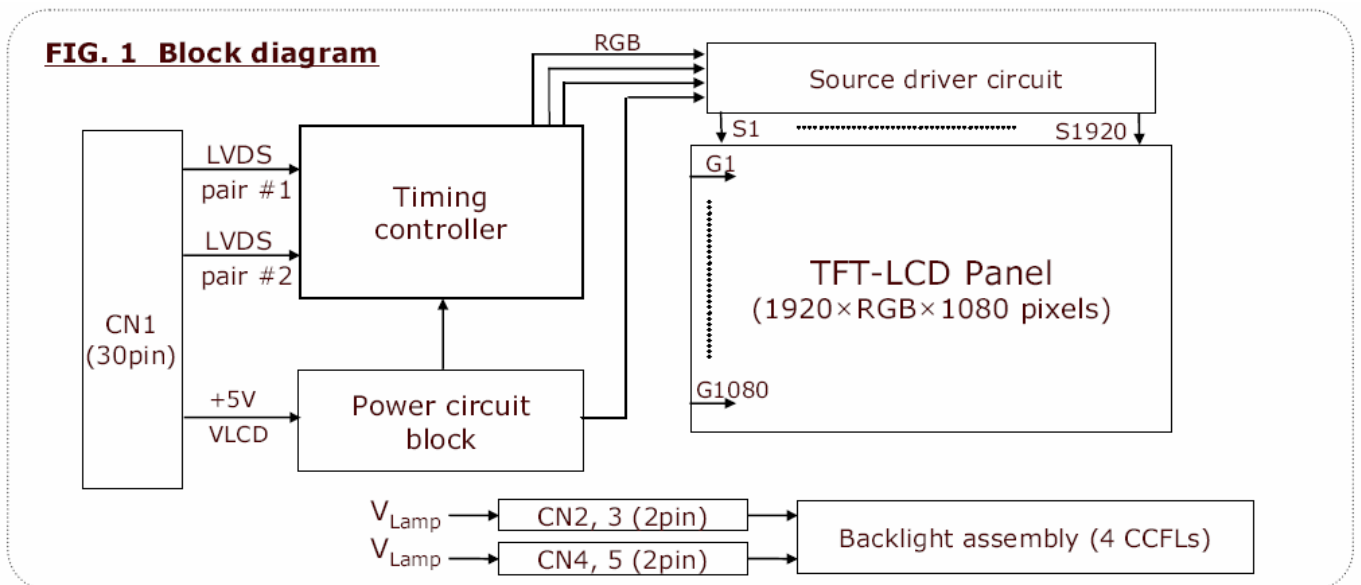 FIG. 1 Block diagram
RGB
Source driver circuit
S1
S1920
CN1
(30pin)
LVDS
pair #1
LVDS
pair #2
+5V
VLCD
Timing
controller
Power circuit
block
G1
G1080
TFT-LCD Panel
(1920×RGB×1080 pixels)
VLamp
CN2, 3 (2pin)
VLamp
CN4, 5 (2pin)
Backlight assembly (4 CCFLs)